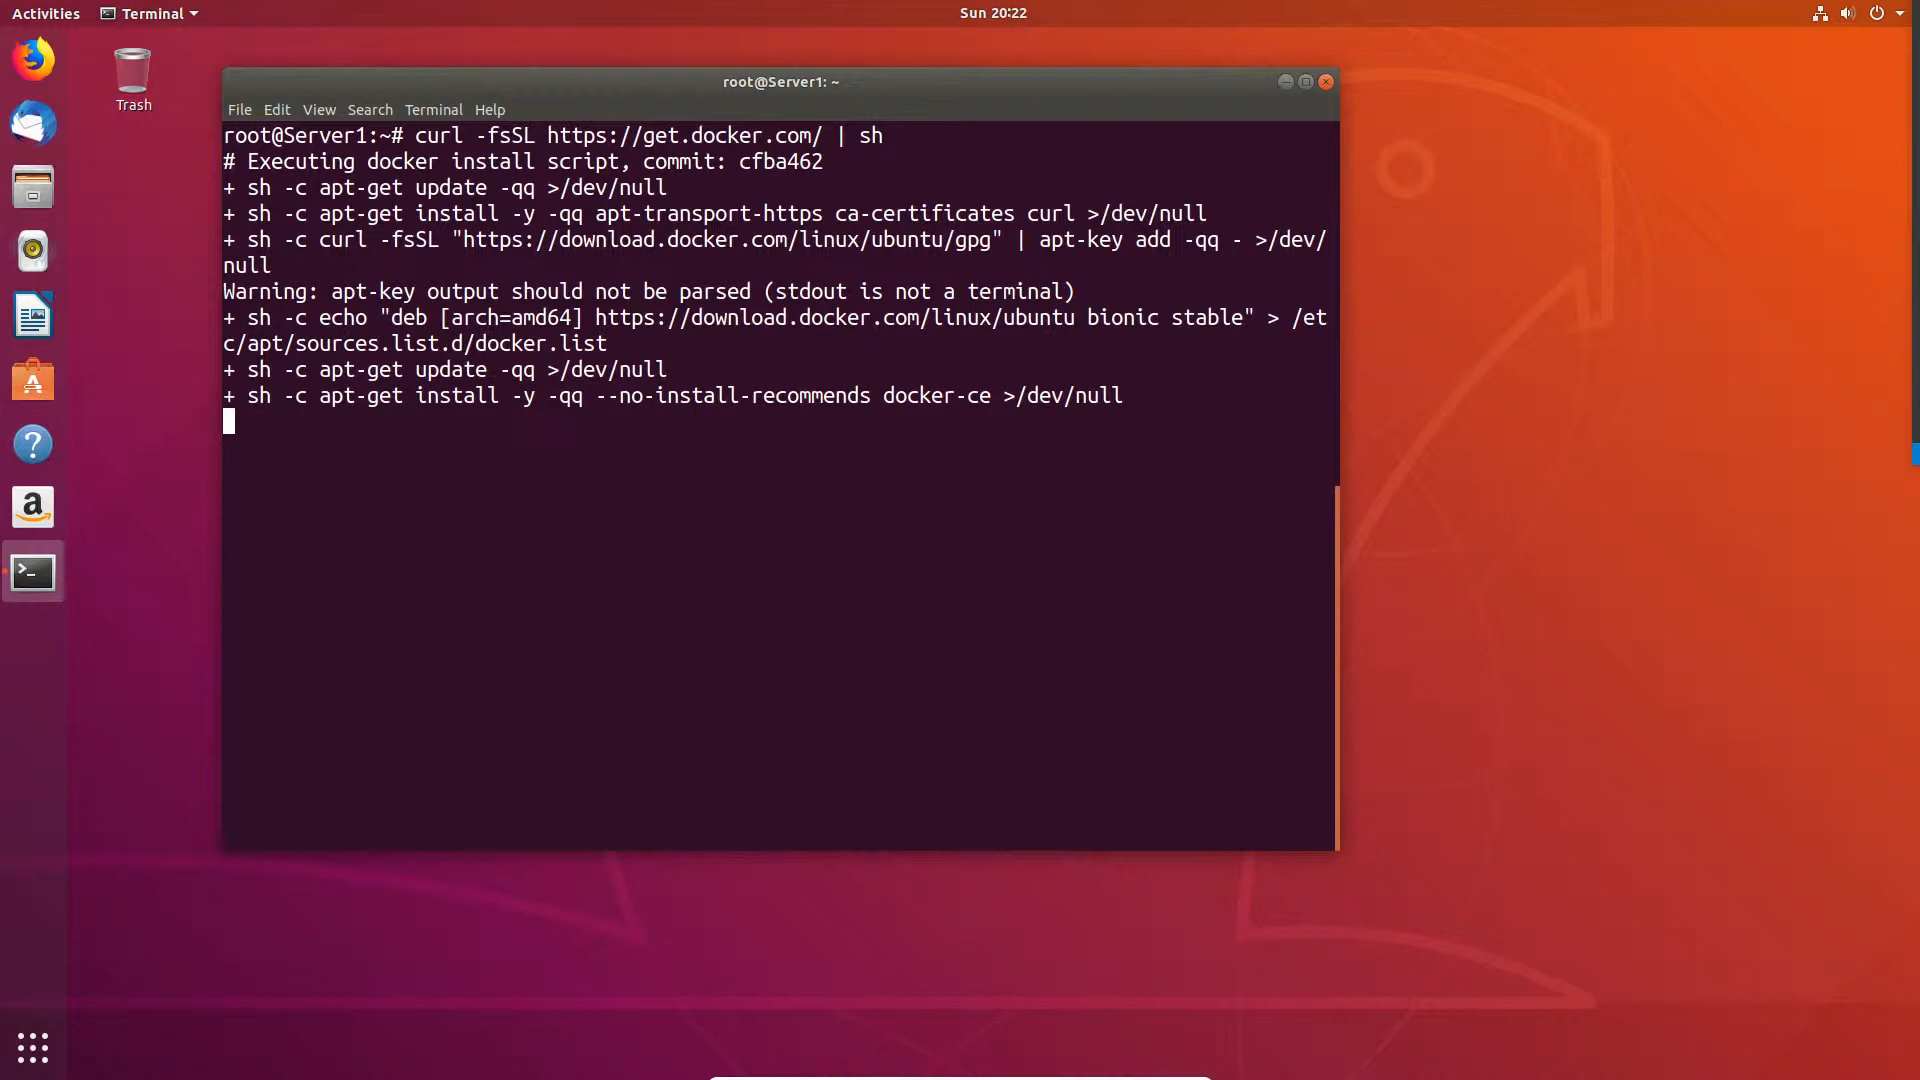 Activities Terminal Sun 20:22
Trash
root@Server1: ~
File Edit View Search Terminal Help
root@Server1:~# curl -fsSL https://get.docker.com/ | sh
# Executing docker install script, commit: cfba462
+ sh -c apt-get update -qq >/dev/null
+ sh -c apt-get install -y -qq apt-transport-https ca-certificates curl >/dev/null
+ sh -c curl -fsSL "https://download.docker.com/linux/ubuntu/gpg" | apt-key add -qq - >/dev/
null
Warning: apt-key output should not be parsed (stdout is not a terminal)
+ sh -c echo "deb [arch=amd64] https://download.docker.com/linux/ubuntu bionic stable" > /et
c/apt/sources.list.d/docker.list
+ sh -c apt-get update -qq >/dev/null
+ sh -c apt-get install -y -qq --no-install-recommends docker-ce >/dev/null